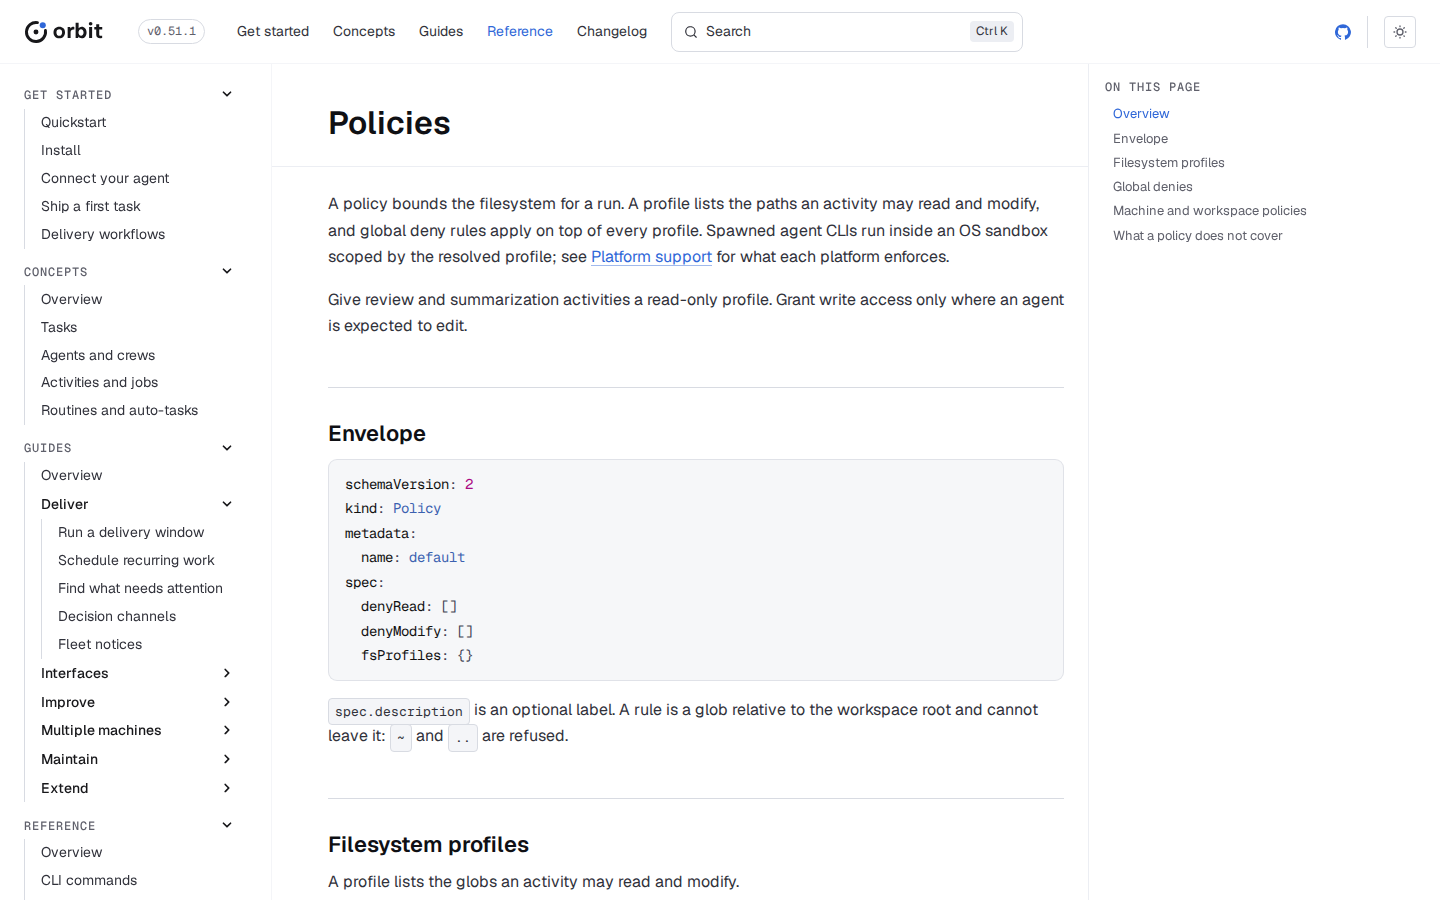 orbit
v0.51.1
Get started
Concepts
Guides
Reference
Changelog
Search
Ctrl K
GET STARTED
Quickstart
Install
Connect your agent
Ship a first task
Delivery workflows
CONCEPTS
Overview
Tasks
Agents and crews
Activities and jobs
Routines and auto-tasks
GUIDES
Overview
Deliver
Run a delivery window
Schedule recurring work
Find what needs attention
Decision channels
Fleet notices
Interfaces
Improve
Multiple machines
Maintain
Extend
REFERENCE
Overview
CLI commands
Policies
A policy bounds the filesystem for a run. A profile lists the paths an activity may read and modify,
and global deny rules apply on top of every profile. Spawned agent CLIs run inside an OS sandbox
scoped by the resolved profile; see Platform support for what each platform enforces.
Give review and summarization activities a read-only profile. Grant write access only where an agent
is expected to edit.
Envelope
schemaVersion: 2
kind: Policy
metadata:
  name: default
spec:
  denyRead: []
  denyModify: []
  fsProfiles: {}
spec.description is an optional label. A rule is a glob relative to the workspace root and cannot
leave it: ~ and .. are refused.
Filesystem profiles
A profile lists the globs an activity may read and modify.
ON THIS PAGE
Overview
Envelope
Filesystem profiles
Global denies
Machine and workspace policies
What a policy does not cover